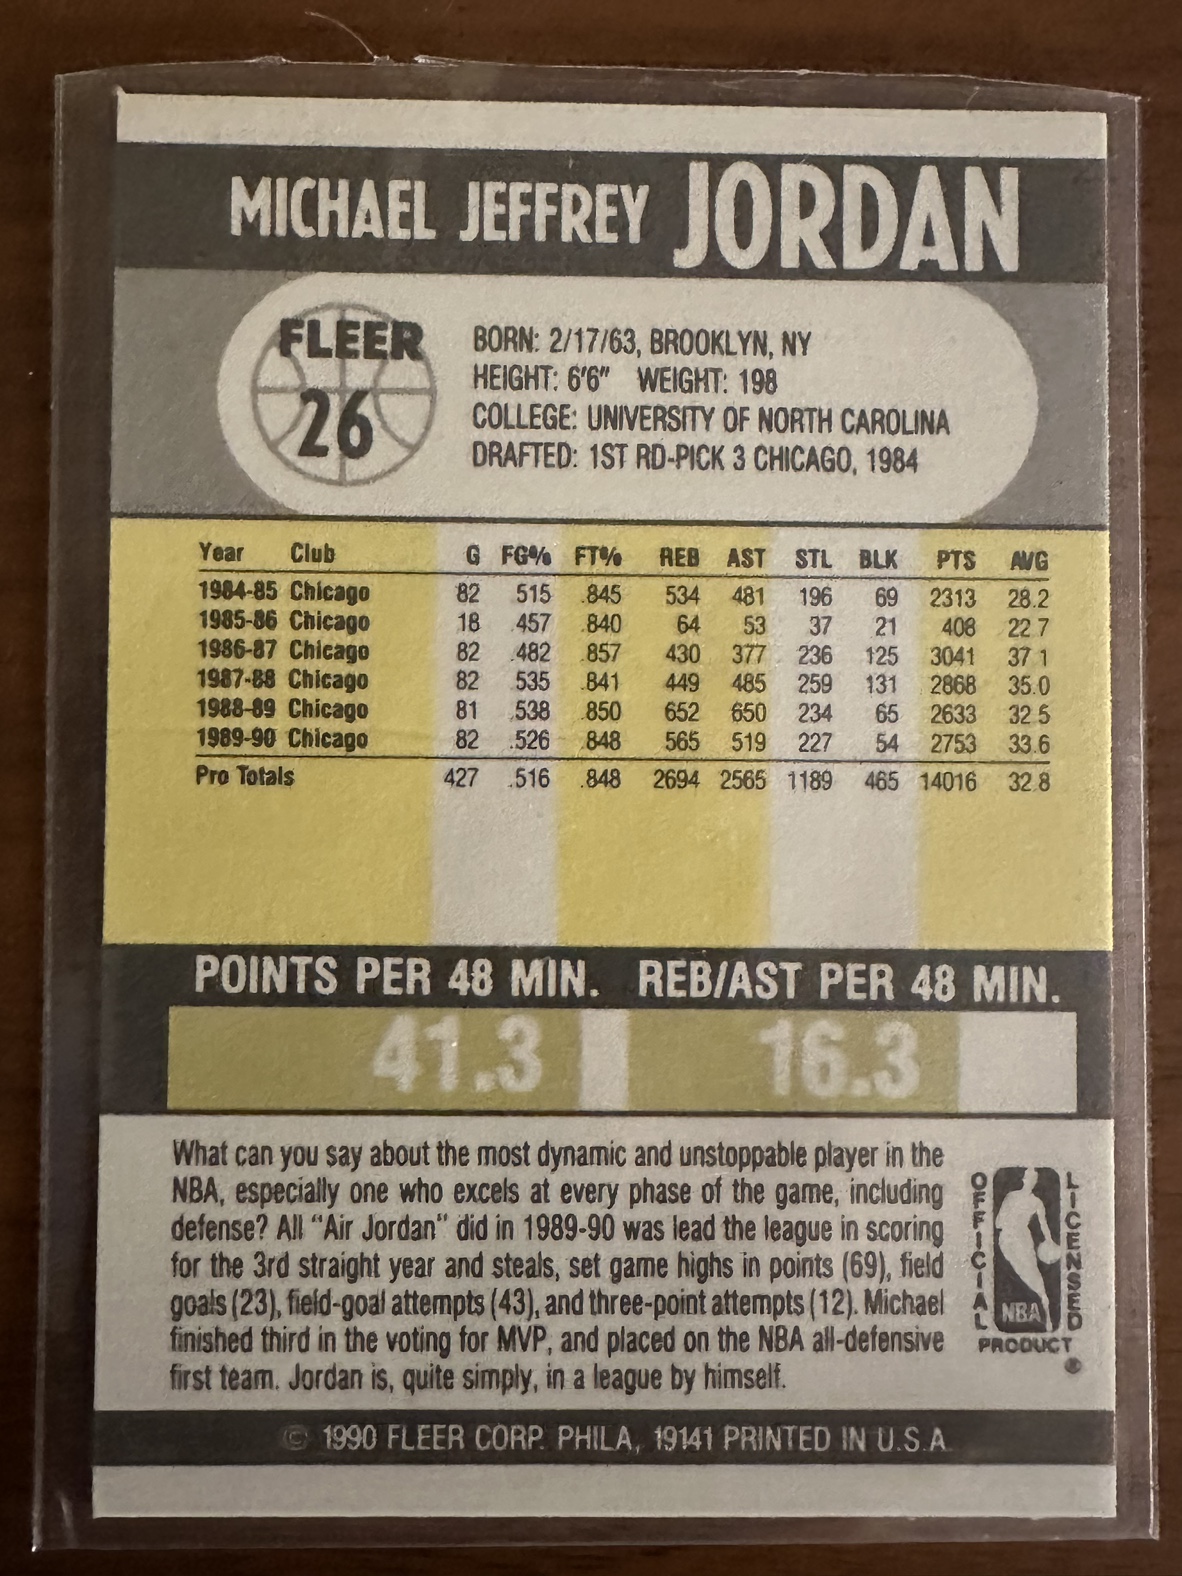 MICHAEL JEFFREY JORDAN
FLEER
26
BORN: 2/17/63, BROOKLYN, NY
HEIGHT: 6'6" WEIGHT: 198
COLLEGE: UNIVERSITY OF NORTH CAROLINA
DRAFTED: 1ST RD-PICK 3 CHICAGO, 1984
Year Club G FG% FT% REB AST STL BLK PTS AVG
1984-85 Chicago 82 .515 .845 534 481 196 69 2313 28.2
1985-86 Chicago 18 .457 .840 64 53 37 21 408 22.7
1986-87 Chicago 82 .482 .857 430 377 236 125 3041 37.1
1987-88 Chicago 82 .535 .841 449 485 259 131 2868 35.0
1988-89 Chicago 81 .538 .850 652 650 234 65 2633 32.5
1989-90 Chicago 82 .526 .848 565 519 227 54 2753 33.6
Pro Totals 427 .516 .848 2694 2565 1189 465 14016 32.8
POINTS PER 48 MIN. REB/AST PER 48 MIN.
41.3 16.3
What can you say about the most dynamic and unstoppable player in the
NBA, especially one who excels at every phase of the game, including
defense? All "Air Jordan" did in 1989-90 was lead the league in scoring
for the 3rd straight year and steals, set game highs in points (69), field
goals (23), field-goal attempts (43), and three-point attempts (12). Michael
finished third in the voting for MVP, and placed on the NBA all-defensive
first team. Jordan is, quite simply, in a league by himself.
OFFICIAL LICENSED
NBA
PRODUCT
®
© 1990 FLEER CORP. PHILA, 19141 PRINTED IN U.S.A.